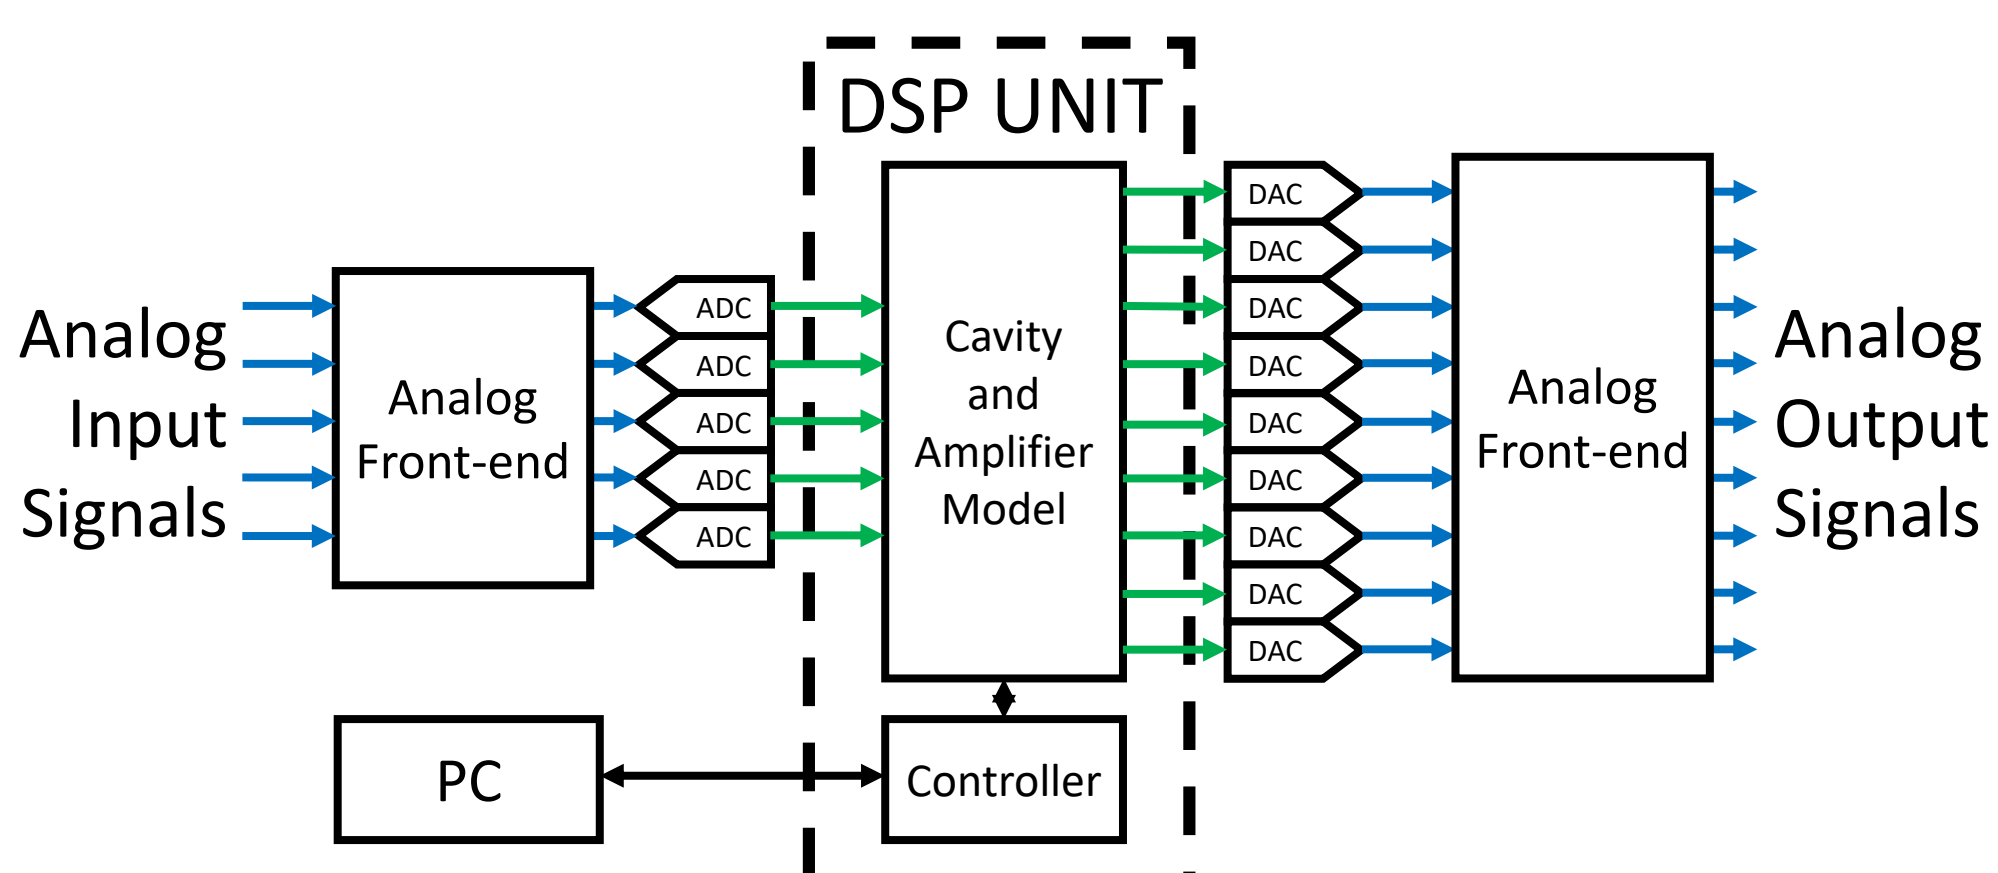 DSP UNIT
Analog
Input
Signals
Analog
Front-end
ADC
ADC
ADC
ADC
ADC
Cavity
and
Amplifier
Model
DAC
DAC
DAC
DAC
DAC
DAC
DAC
DAC
DAC
Analog
Front-end
Analog
Output
Signals
PC
Controller